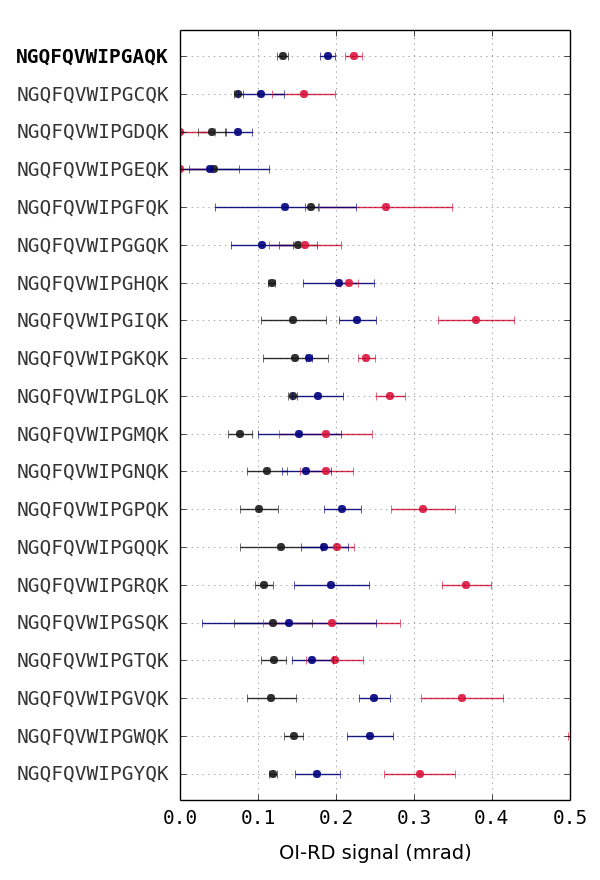 NGQFQVWIPGAQK
NGQFQVWIPGCQK
NGQFQVWIPGDQK
NGQFQVWIPGEQK
NGQFQVWIPGFQK
NGQFQVWIPGGQK
NGQFQVWIPGHQK
NGQFQVWIPGIQK
NGQFQVWIPGKQK
NGQFQVWIPGLQK
NGQFQVWIPGMQK
NGQFQVWIPGNQK
NGQFQVWIPGPQK
NGQFQVWIPGQQK
NGQFQVWIPGRQK
NGQFQVWIPGSQK
NGQFQVWIPGTQK
NGQFQVWIPGVQK
NGQFQVWIPGWQK
NGQFQVWIPGYQK
0.0 0.1 0.2 0.3 0.4 0.5
OI-RD signal (mrad)